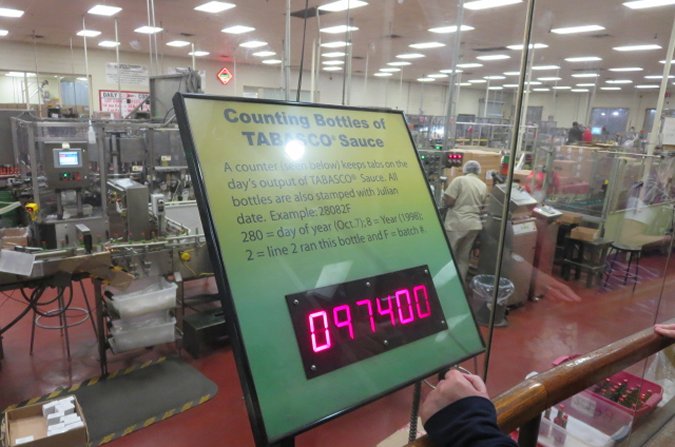 Counting Bottles of
TABASCO® Sauce
A counter (seen below) keeps tabs on the
day's output of TABASCO® Sauce. All
bottles are also stamped with Julian
date. Example: 28082F
280 = day of year (Oct.7); 8 = Year (1998);
2 = line 2 ran this bottle and F = batch #.
097400